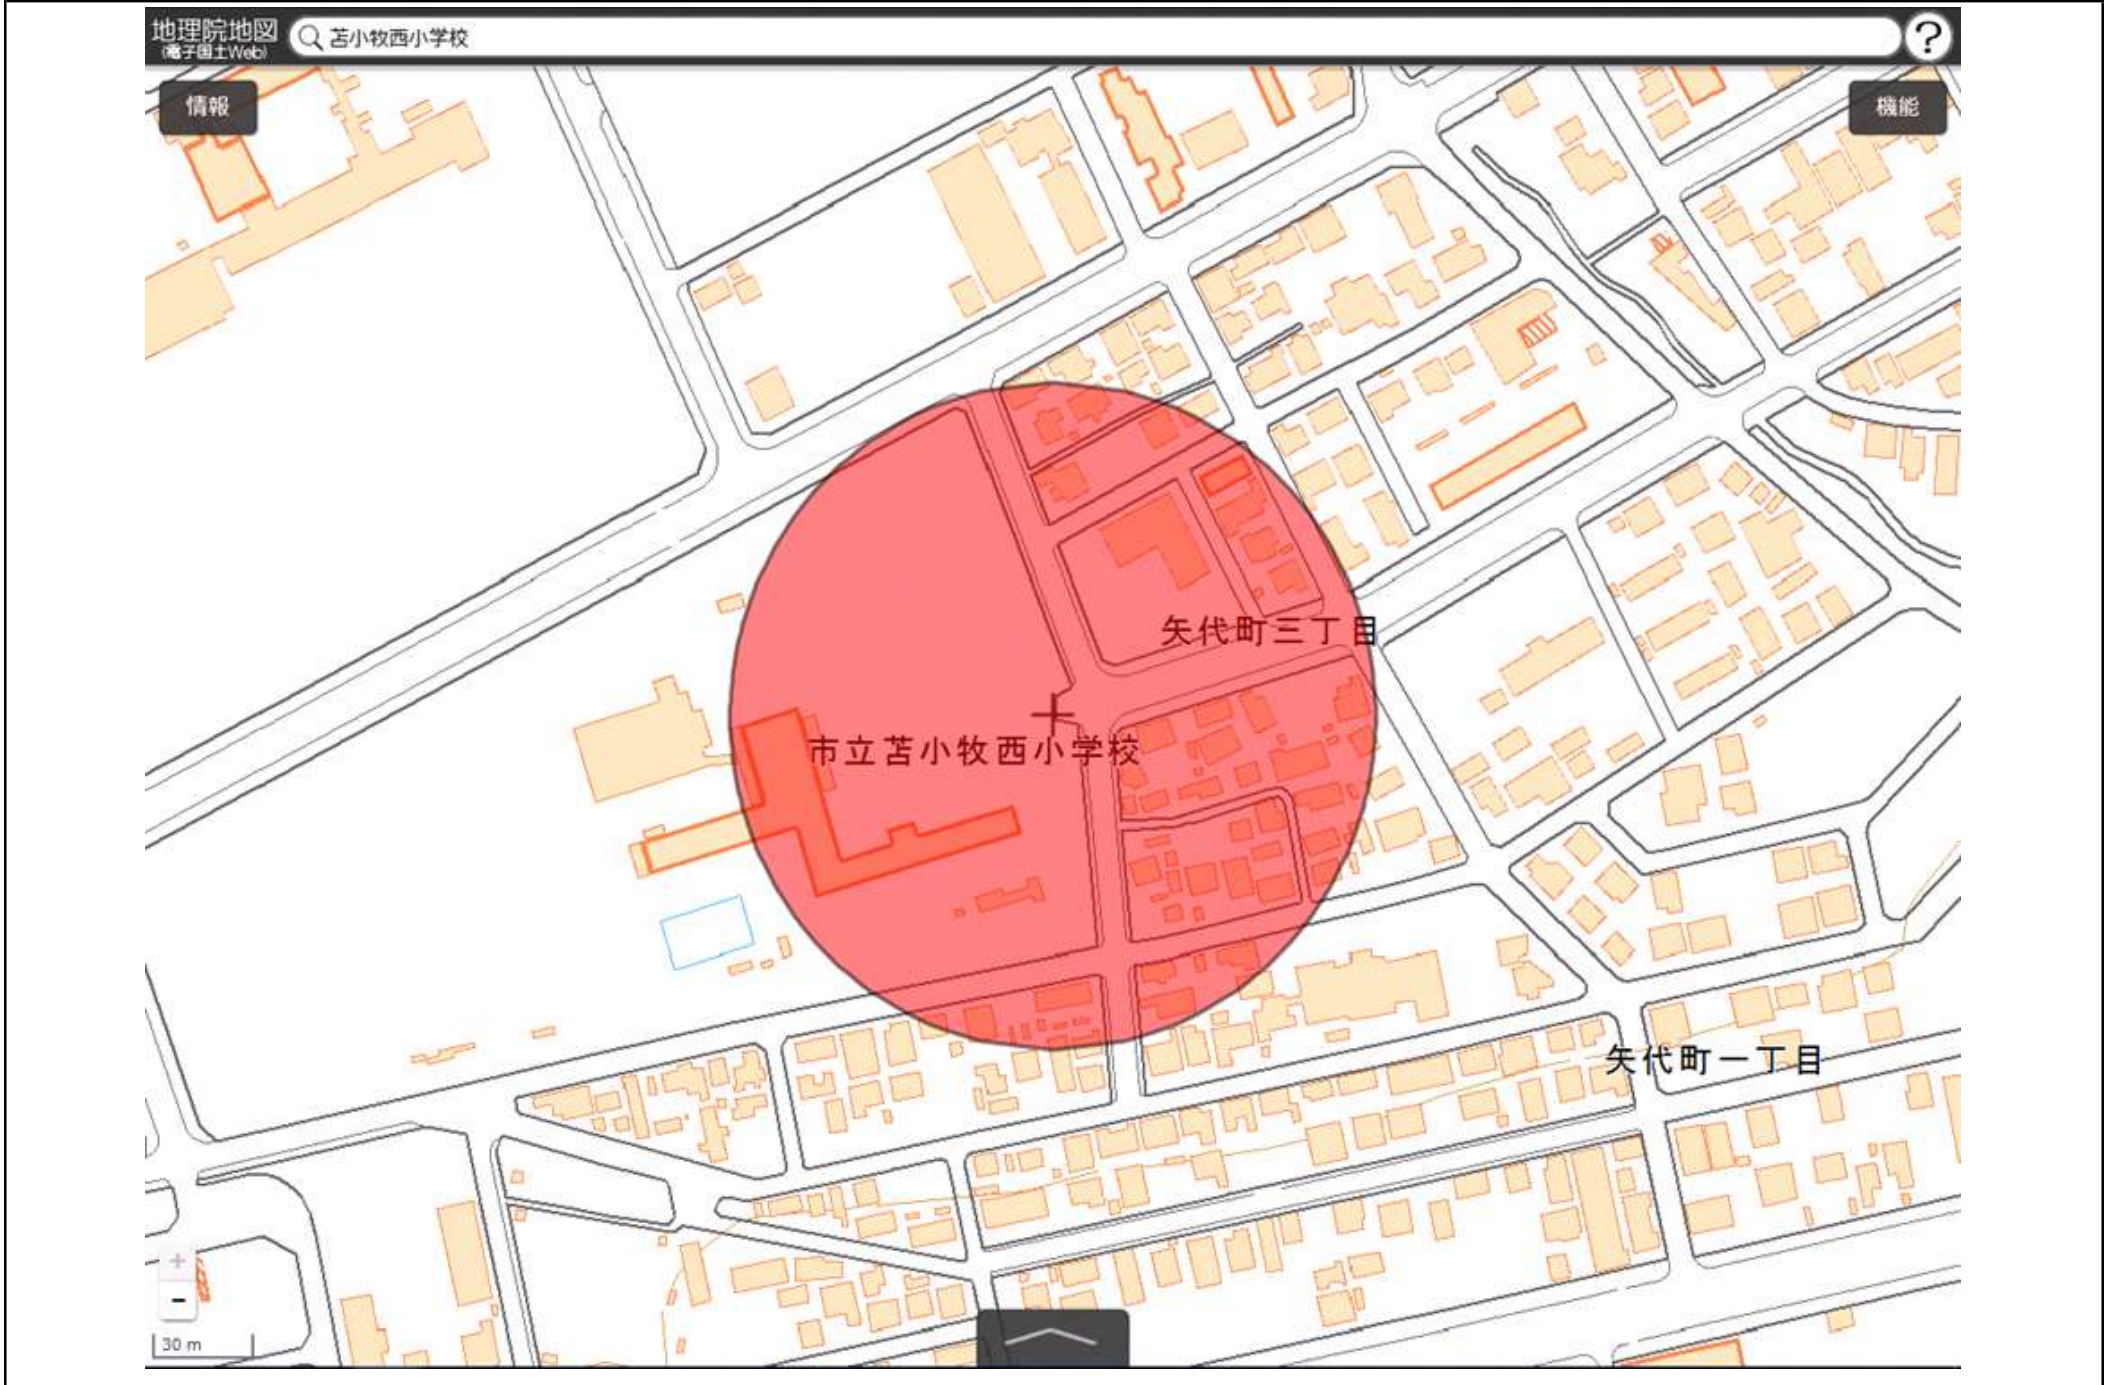 地理院地図
(電子国土Web)
苫小牧西小学校
?
情報
機能
矢代町三丁目
市立苫小牧西小学校
矢代町一丁目
+
-
30 m